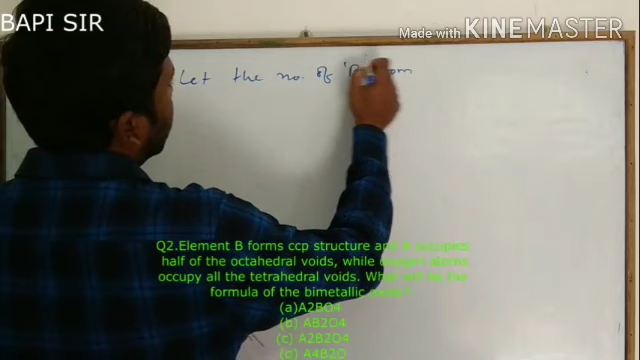 BAPI SIR
Made with KINEMASTER
Let the no. of 'B' atom
Q2.Element B forms ccp structure and A occupies
half of the octahedral voids, while oxygen atoms
occupy all the tetrahedral voids. What will be the
formula of the bimetallic
(a)A2BO4
(b) AB2O4
(c) A2B2O4
(d) A4B2O